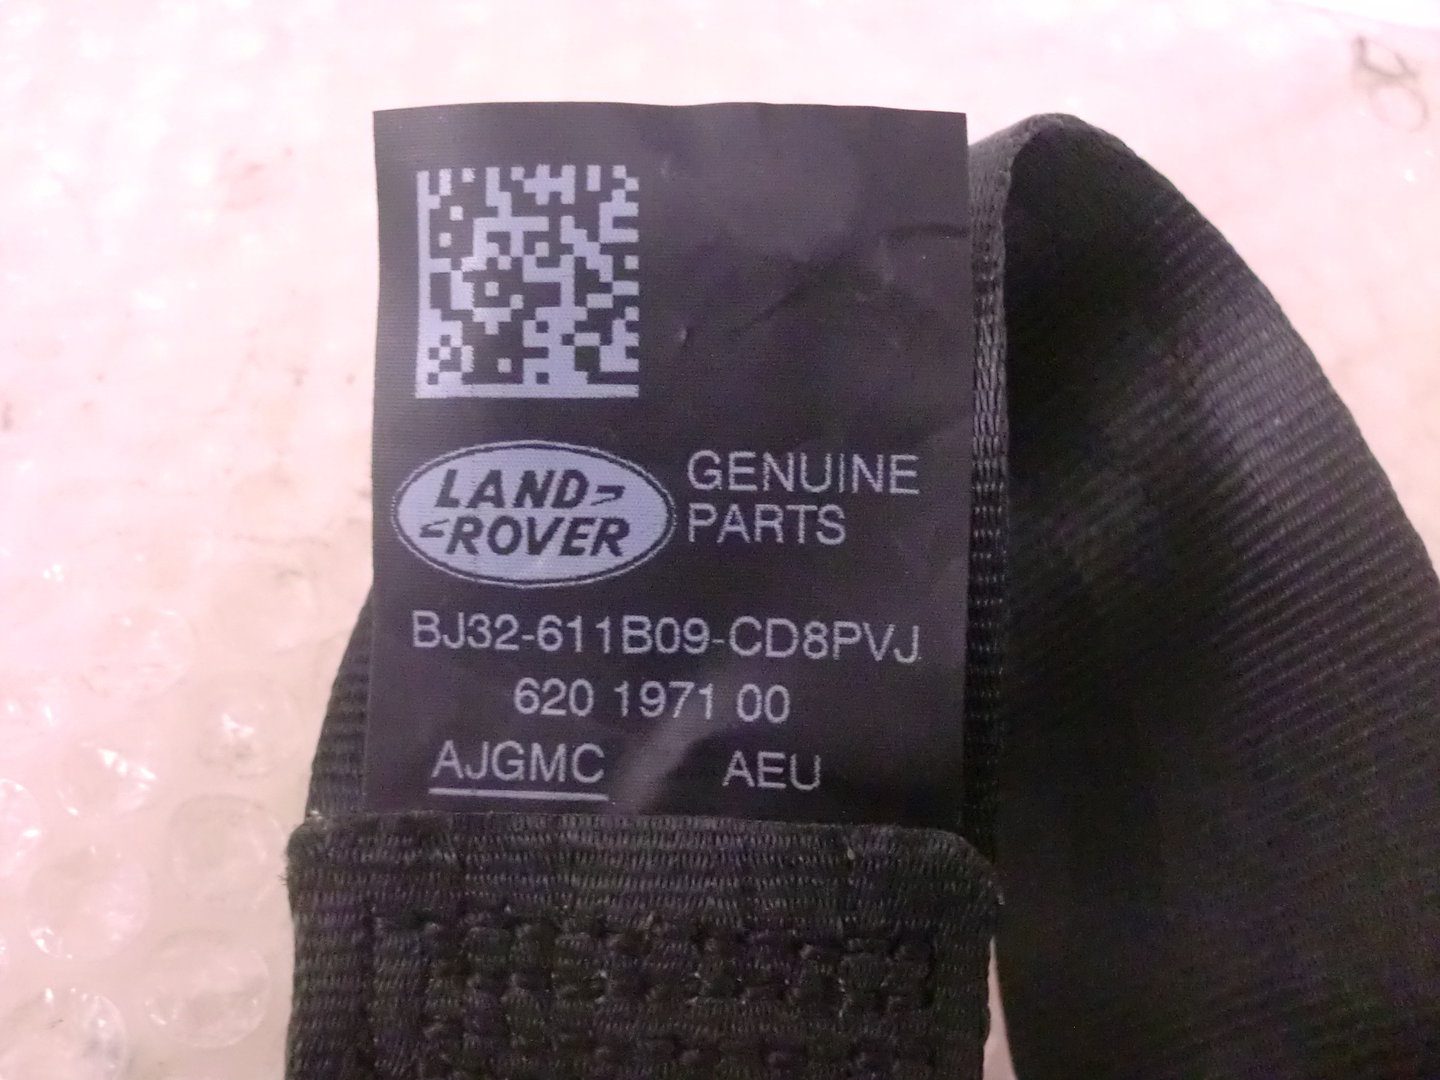 LAND
ROVER
GENUINE
PARTS
BJ32-611B09-CD8PVJ
620 1971 00
AJGMC AEU